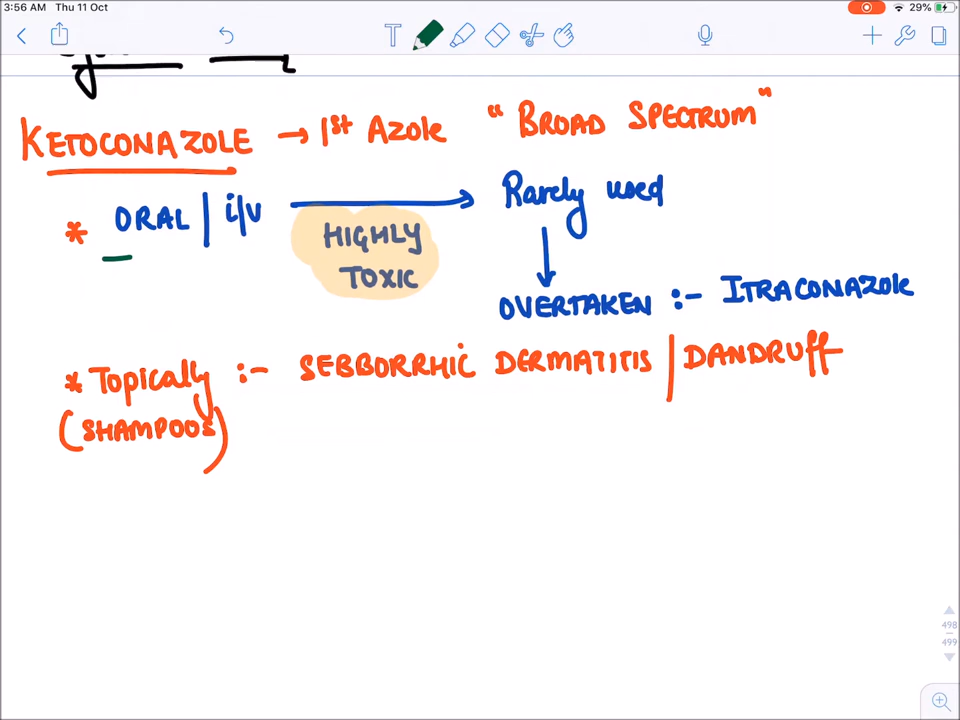 3:56 AM Thu 11 Oct 29%
T
KETOCONAZOLE → 1st Azole "BROAD SPECTRUM"
* ORAL | i/v → Rarely used
HIGHLY
TOXIC
OVERTAKEN :- ITRACONAZOLE
* Topically :- SEBBORRHIC DERMATITIS | DANDRUFF
(SHAMPOOS)
498
499